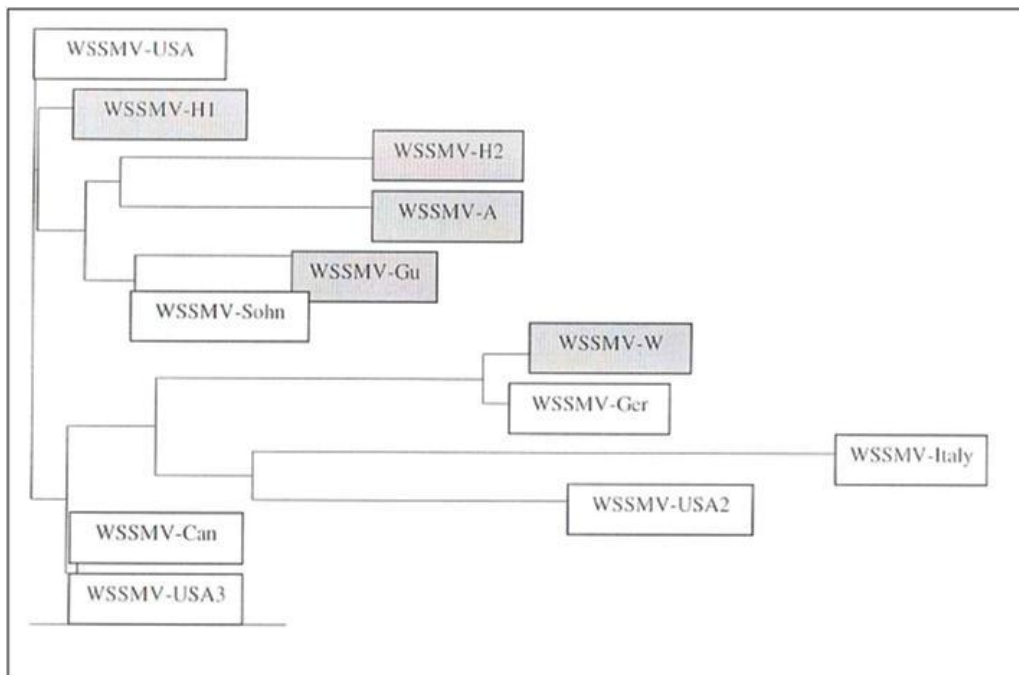 WSSMV-USA
WSSMV-H1
WSSMV-H2
WSSMV-A
WSSMV-Gu
WSSMV-Sohn
WSSMV-W
WSSMV-Ger
WSSMV-Italy
WSSMV-USA2
WSSMV-Can
WSSMV-USA3